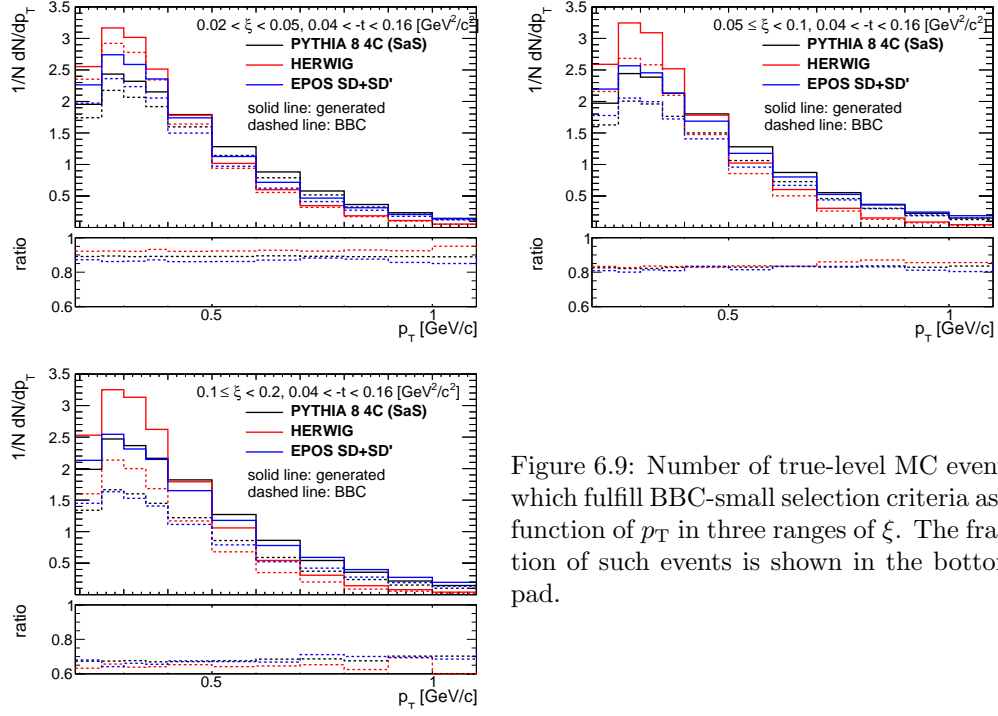 0.02 < ξ < 0.05, 0.04 < -t < 0.16 [GeV²/c²]
1/N dN/dp_T
3.5
3
2.5
2
1.5
1
0.5
PYTHIA 8 4C (SaS)
HERWIG
EPOS SD+SD'
solid line: generated
dashed line: BBC
ratio
1
0.8
0.6
0.5
1
p_T [GeV/c]
0.05 ≤ ξ < 0.1, 0.04 < -t < 0.16 [GeV²/c²]
1/N dN/dp_T
3.5
3
2.5
2
1.5
1
0.5
PYTHIA 8 4C (SaS)
HERWIG
EPOS SD+SD'
solid line: generated
dashed line: BBC
ratio
1
0.8
0.6
0.5
1
p_T [GeV/c]
0.1 ≤ ξ < 0.2, 0.04 < -t < 0.16 [GeV²/c²]
1/N dN/dp_T
3.5
3
2.5
2
1.5
1
0.5
PYTHIA 8 4C (SaS)
HERWIG
EPOS SD+SD'
solid line: generated
dashed line: BBC
ratio
1
0.8
0.6
0.5
1
p_T [GeV/c]
Figure 6.9: Number of true-level MC event
which fulfill BBC-small selection criteria as
function of p_T in three ranges of ξ. The fra
tion of such events is shown in the bottom
pad.